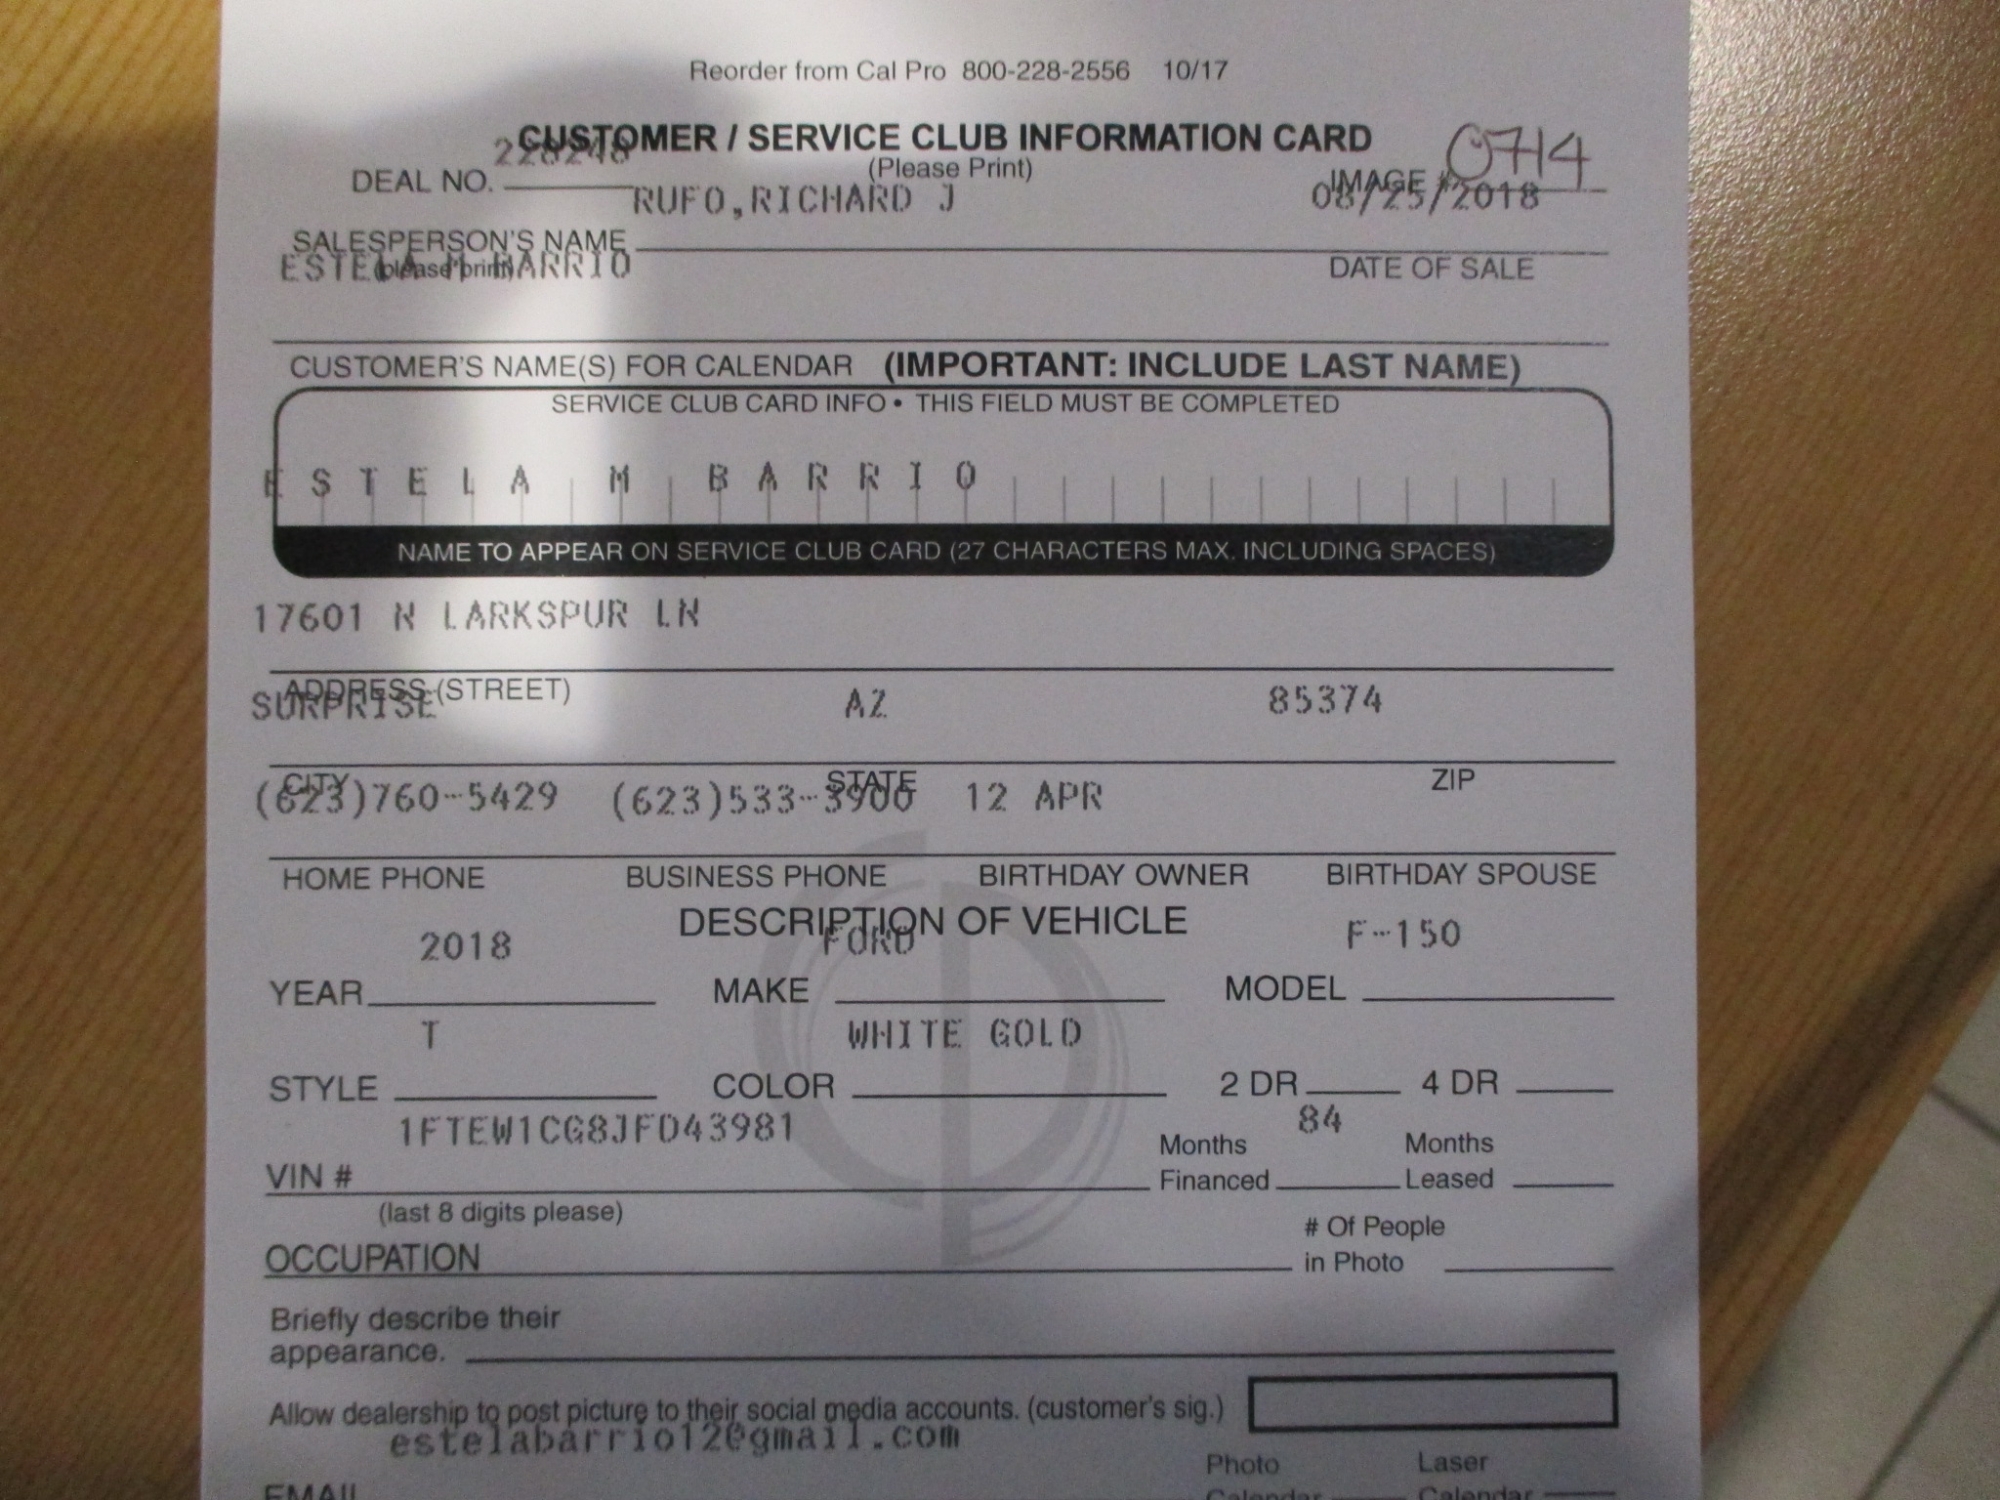 Reorder from Cal Pro 800-228-2556 10/17
CUSTOMER / SERVICE CLUB INFORMATION CARD
(Please Print)
DEAL NO. 228248
IMAGE # 0714
RUFO,RICHARD J 08/25/2018
SALESPERSON'S NAME
(please print)
DATE OF SALE
ESTELA M BARRIO
CUSTOMER'S NAME(S) FOR CALENDAR (IMPORTANT: INCLUDE LAST NAME)
SERVICE CLUB CARD INFO • THIS FIELD MUST BE COMPLETED
ESTELA M BARRIO
NAME TO APPEAR ON SERVICE CLUB CARD (27 CHARACTERS MAX. INCLUDING SPACES)
17601 N LARKSPUR LN
ADDRESS (STREET)
SURPRISE AZ 85374
CITY STATE ZIP
(623)760-5429 (623)533-3900 12 APR
HOME PHONE BUSINESS PHONE BIRTHDAY OWNER BIRTHDAY SPOUSE
DESCRIPTION OF VEHICLE
2018 FORD F-150
YEAR MAKE MODEL
T WHITE GOLD
STYLE COLOR 2 DR 4 DR
1FTEW1CG8JFD43981 84
VIN # Months Financed Months Leased
(last 8 digits please)
OCCUPATION # Of People in Photo
Briefly describe their
appearance.
Allow dealership to post picture to their social media accounts. (customer's sig.)
estelabarrio12@gmail.com
EMAIL Photo Calendar Laser Calendar